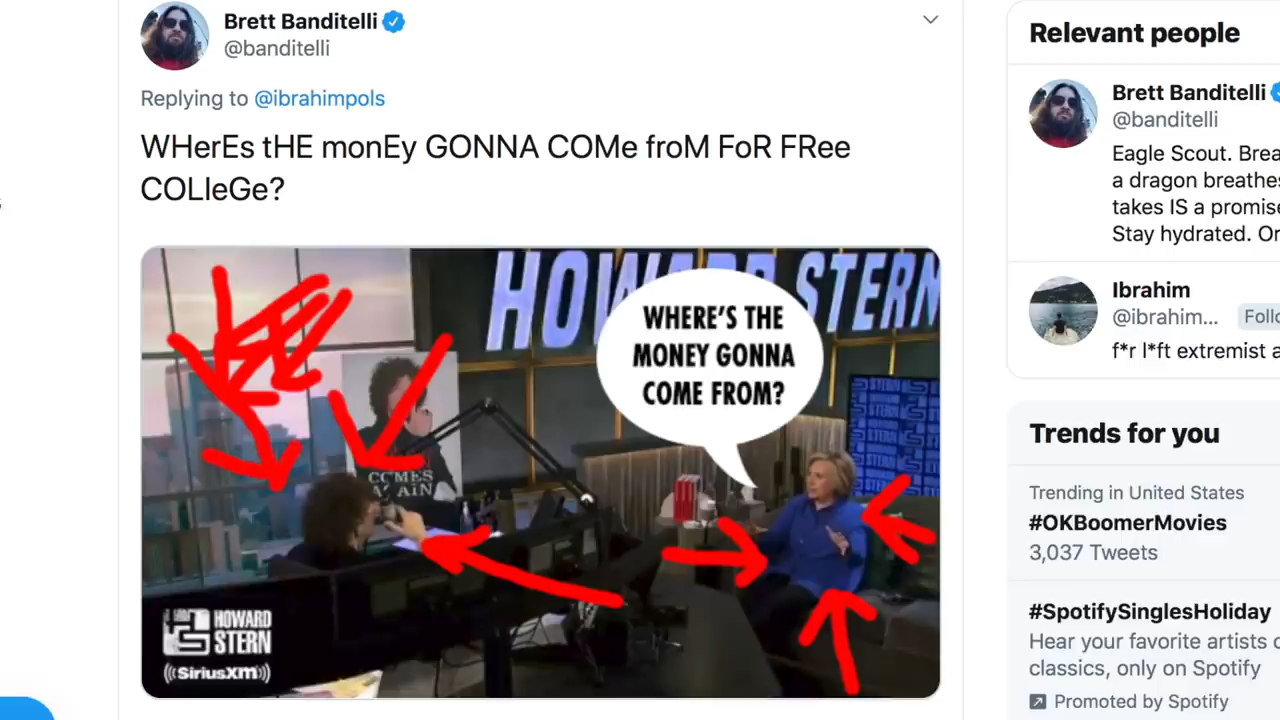 Brett Banditelli
@banditelli
Replying to @ibrahimpols
WHerEs tHE monEy GONNA COMe froM FoR FRee
COLleGe?
HOWARD STERN
WHERE'S THE
MONEY GONNA
COME FROM?
COMES
AGAIN
STERN
HOWARD
STERN
((SiriusXM))
Relevant people
Brett Banditelli
@banditelli
Eagle Scout. Brea
a dragon breathes
takes IS a promise
Stay hydrated. Or
Ibrahim
@ibrahim...
Follo
f*r l*ft extremist a
Trends for you
Trending in United States
#OKBoomerMovies
3,037 Tweets
#SpotifySinglesHoliday
Hear your favorite artists c
classics, only on Spotify
Promoted by Spotify